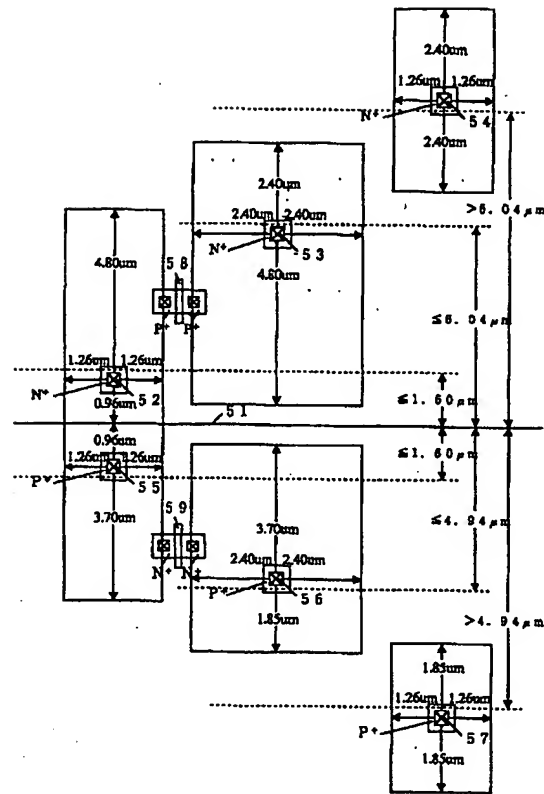 2.40um
1.26um 1.26um
N+ 54
2.40um
2.40um
>6.04μm
2.40um 2.40um
4.80um
58
N+ 53
4.80um
P+ P+
≤6.04μm
1.26um 1.26um
N+ 52
≤1.60μm
0.96um
51
0.96um
≤1.60μm
1.26um 1.26um
P+ 55
59
3.70um
3.70um
≤4.94μm
N+ N+
2.40um 2.40um
P+ 56
1.85um
>4.94μm
1.85um
1.26um 1.26um
P+ 57
1.85um